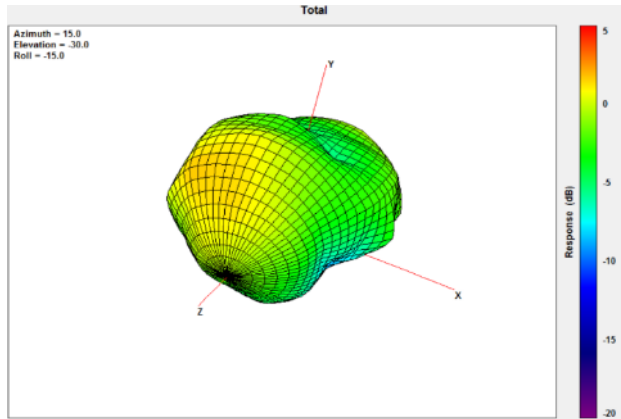 Total
Azimuth = 15.0
Elevation = -30.0
Roll = -15.0
Y
X
Z
5
0
-5
-10
-15
-20
Response (dB)